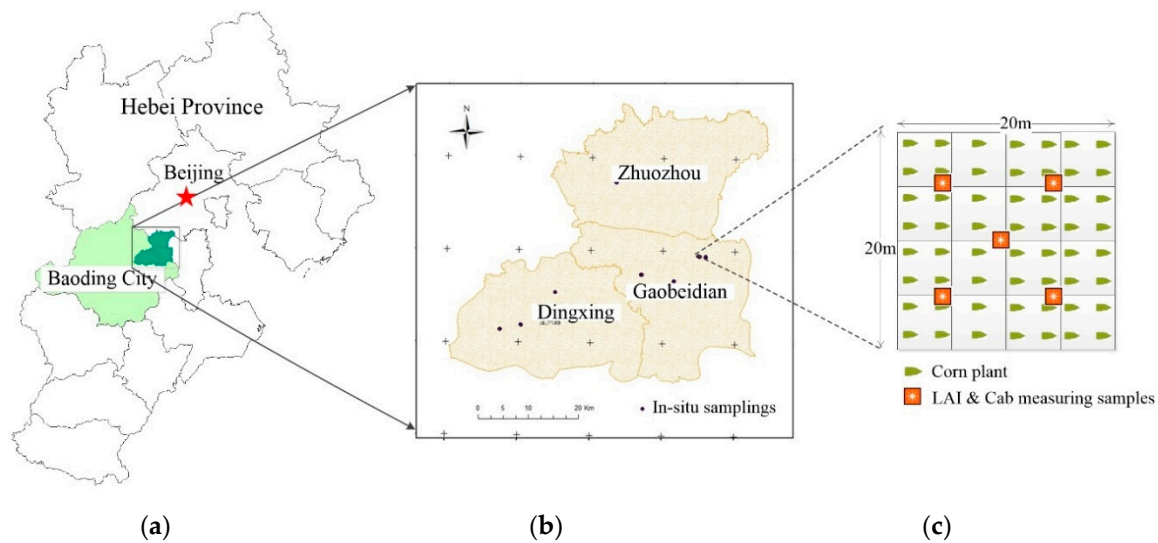 Hebei Province
Beijing
Baoding City
(a)
N
Zhuozhou
Gaobeidian
Dingxing
0 5 10 20 Km
In-situ samplings
(b)
20m
20m
Corn plant
LAI & Cab measuring samples
(c)